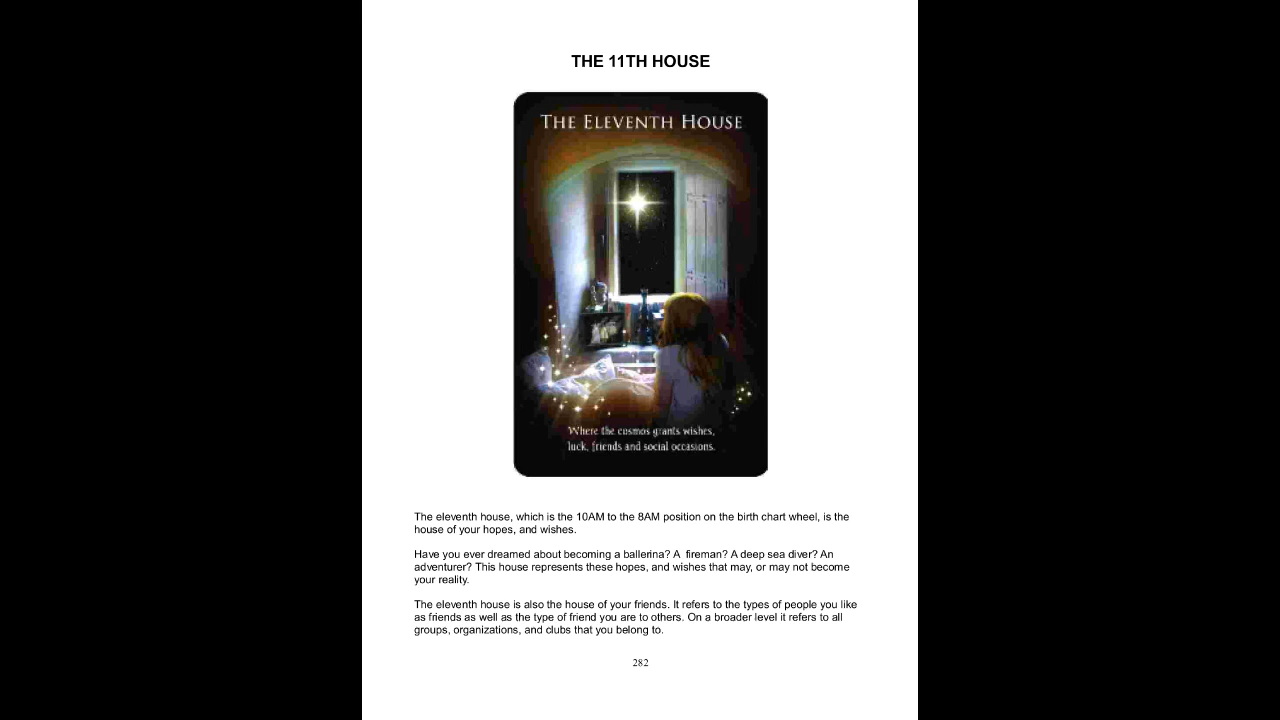 THE 11TH HOUSE
THE ELEVENTH HOUSE
Where the cosmos grants wishes,
luck, friends and social occasions.
The eleventh house, which is the 10AM to the 8AM position on the birth chart wheel, is the
house of your hopes, and wishes.
Have you ever dreamed about becoming a ballerina? A  fireman? A deep sea diver? An
adventurer? This house represents these hopes, and wishes that may, or may not become
your reality.
The eleventh house is also the house of your friends. It refers to the types of people you like
as friends as well as the type of friend you are to others. On a broader level it refers to all
groups, organizations, and clubs that you belong to.
282